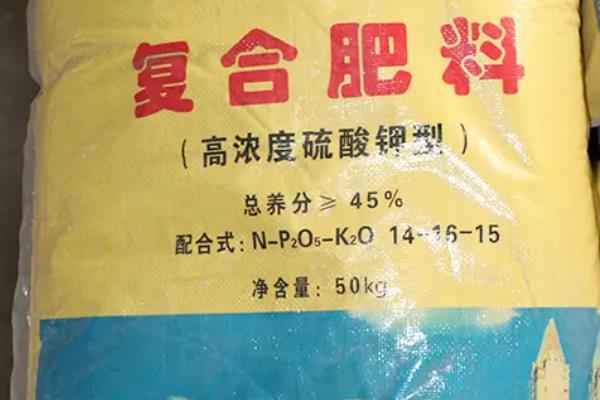 复合肥料
（高浓度硫酸钾型）
总养分≥45%
配合式：N-P₂O₅-K₂O 14-16-15
净含量：50kg